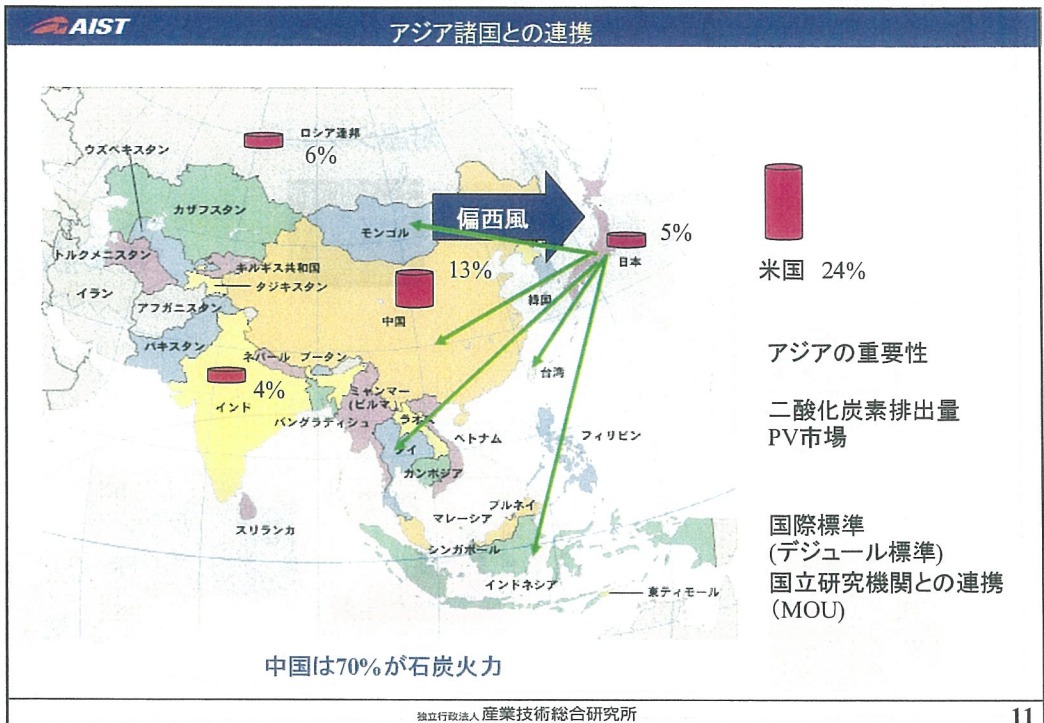 AIST
アジア諸国との連携
ロシア連邦
6%
ウズベキスタン
カザフスタン
モンゴル
偏西風
5%
日本
トルクメニスタン
キルギス共和国
タジキスタン
13%
中国
韓国
米国 24%
イラン
アフガニスタン
パキスタン
ネパール ブータン
4%
インド
バングラティシュ
ミャンマー
(ビルマ)
ラオス
タイ
ベトナム
カンボジア
台湾
フィリピン
アジアの重要性
二酸化炭素排出量
PV市場
スリランカ
マレーシア
ブルネイ
シンガポール
インドネシア
東ティモール
国際標準
(デジュール標準)
国立研究機関との連携
(MOU)
中国は70%が石炭火力
独立行政法人 産業技術総合研究所
11